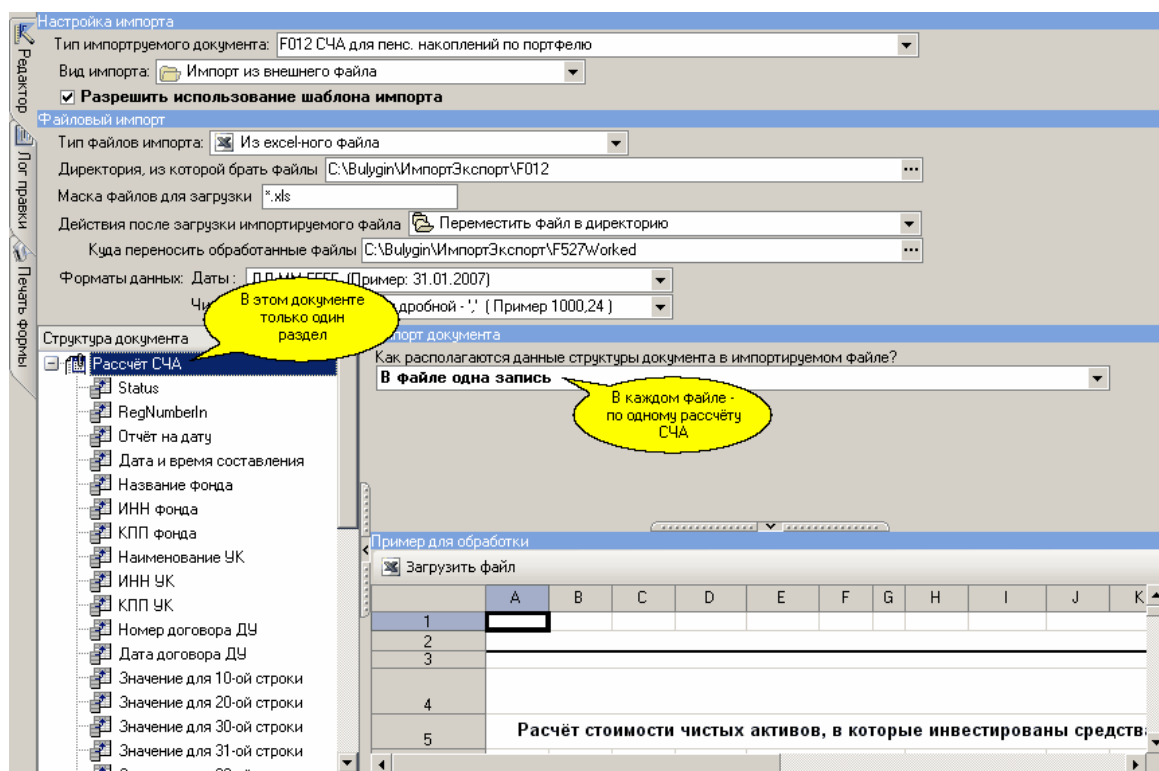 Настройка импорта
Тип импортруемого документа: F012 СЧА для пенс. накоплений по портфелю
Вид импорта: Импорт из внешнего файла
Разрешить использование шаблона импорта
Файловый импорт
Тип файлов импорта: Из excel-ного файла
Директория, из которой брать файлы C:\Bulygin\ИмпортЭкспорт\F012
Маска файлов для загрузки *.xls
Действия после загрузки импортируемого файла Переместить файл в директорию
Куда переносить обработанные файлы C:\Bulygin\ИмпортЭкспорт\F527Worked
Форматы данных: Даты: (Пример: 31.01.2007)
дробной - ',' ( Пример 1000,24 )
Редактор
Лог правки
Печать формы
В этом документе
только один
раздел
Структура документа
Рассчёт СЧА
Status
RegNumberIn
Отчёт на дату
Дата и время составления
Название фонда
ИНН фонда
КПП фонда
Наименование УК
ИНН УК
КПП УК
Номер договора ДУ
Дата договора ДУ
Значение для 10-ой строки
Значение для 20-ой строки
Значение для 30-ой строки
Значение для 31-ой строки
документа
Как располагаются данные структуры документа в импортируемом файле?
В файле одна запись
В каждом файле -
по одному рассчёту
СЧА
Пример для обработки
Загрузить файл
A B C D E F G H I J K
1
2
3
4
5 Расчёт стоимости чистых активов, в которые инвестированы